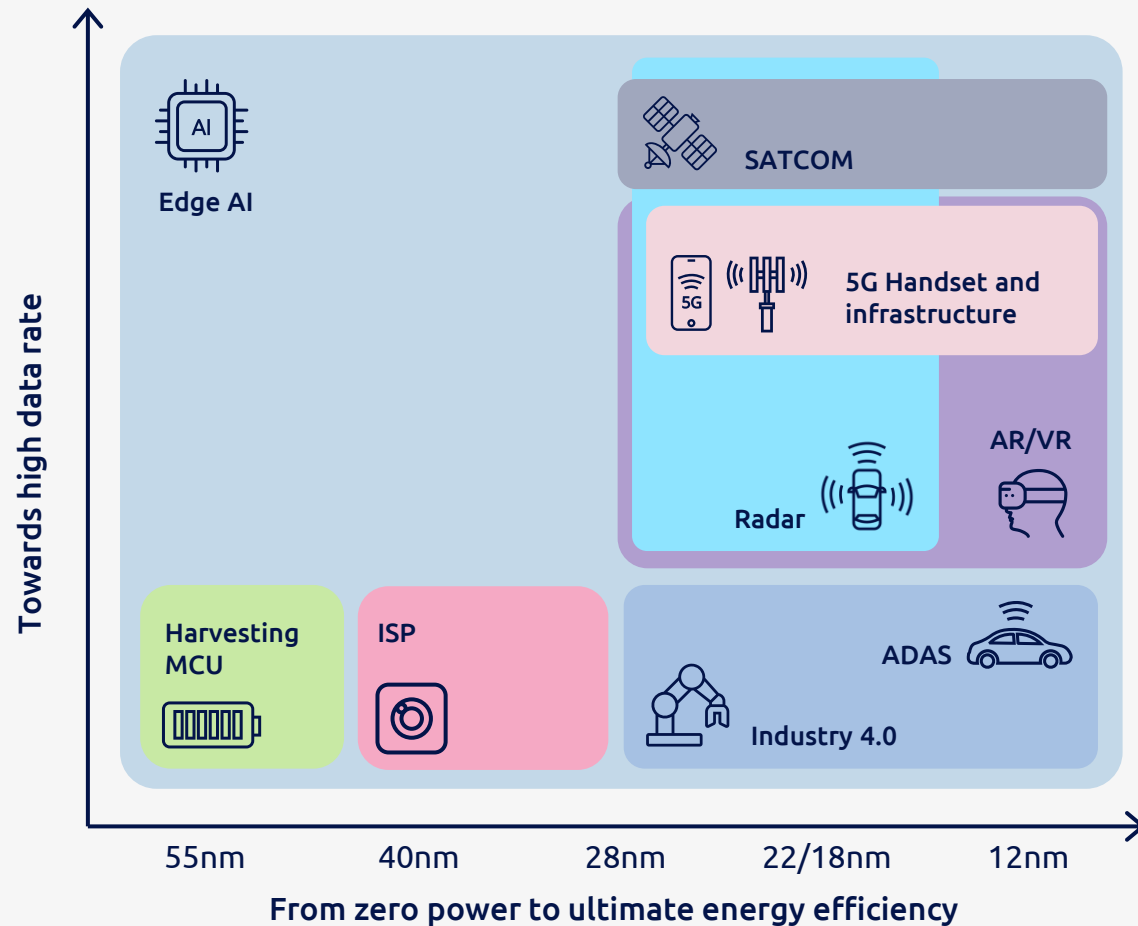 AI
Edge AI
SATCOM
5G
5G Handset and
infrastructure
AR/VR
Radar
Harvesting
MCU
ISP
ADAS
Industry 4.0
Towards high data rate
55nm
40nm
28nm
22/18nm
12nm
From zero power to ultimate energy efficiency